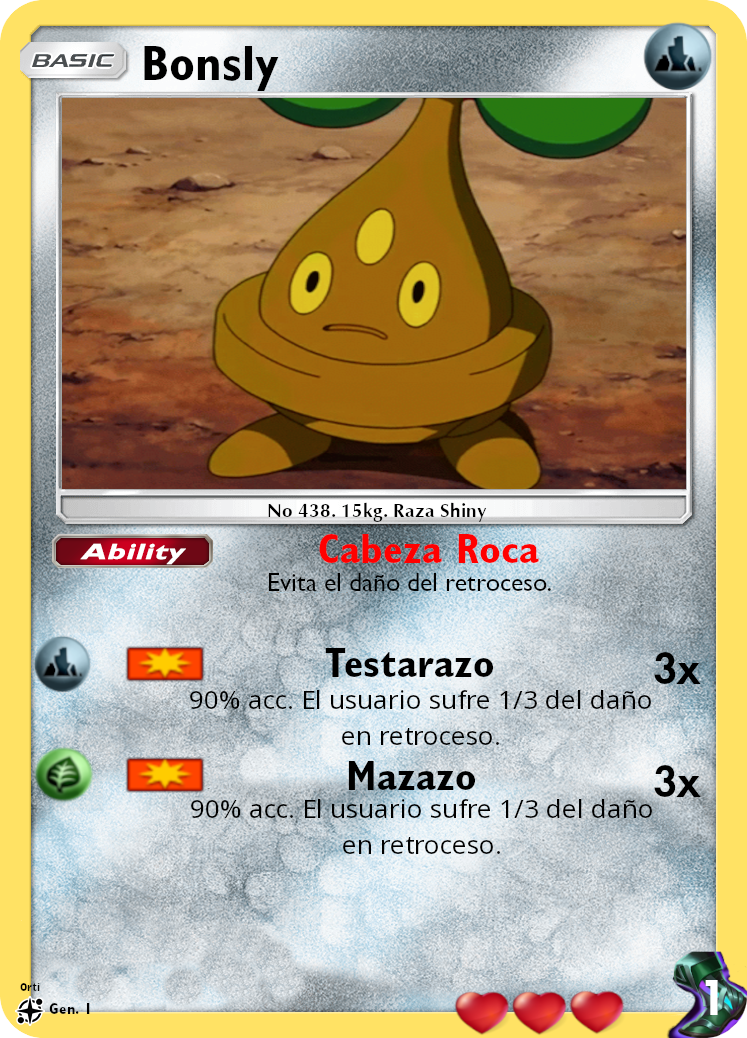 BASIC Bonsly
No 438. 15kg. Raza Shiny
Ability Cabeza Roca
Evita el daño del retroceso.
Testarazo 3x
90% acc. El usuario sufre 1/3 del daño
en retroceso.
Mazazo 3x
90% acc. El usuario sufre 1/3 del daño
en retroceso.
Orti
Gen. 1
1